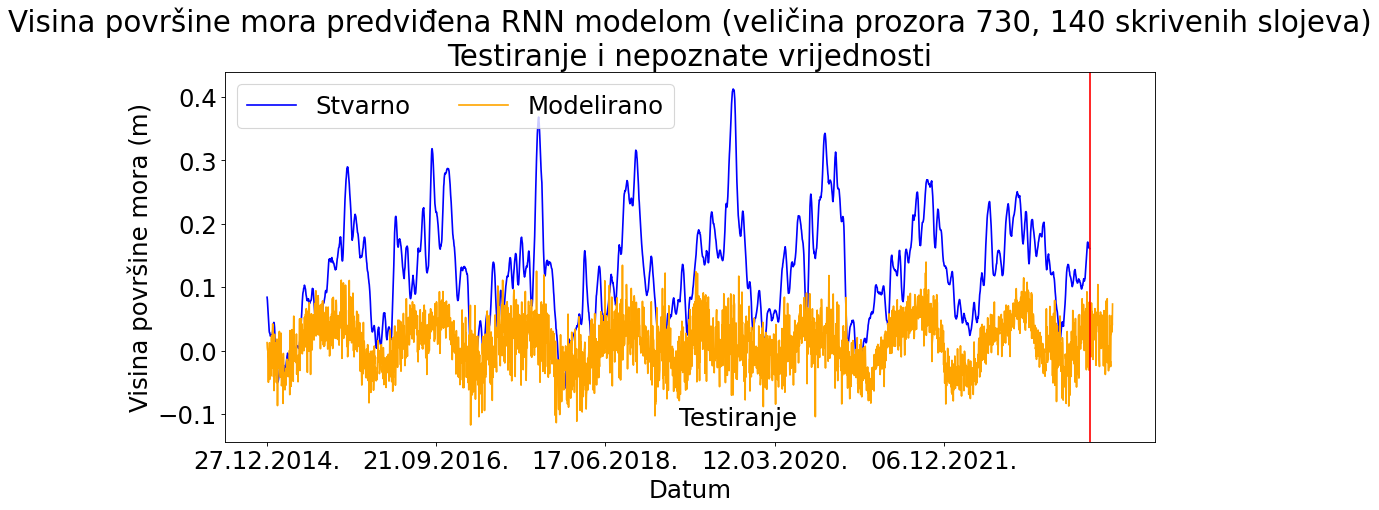 Visina površine mora predviđena RNN modelom (veličina prozora 730, 140 skrivenih slojeva)
Testiranje i nepoznate vrijednosti
Stvarno Modelirano
Visina površine mora (m)
0.4
0.3
0.2
0.1
0.0
−0.1
Testiranje
27.12.2014. 21.09.2016. 17.06.2018. 12.03.2020. 06.12.2021.
Datum